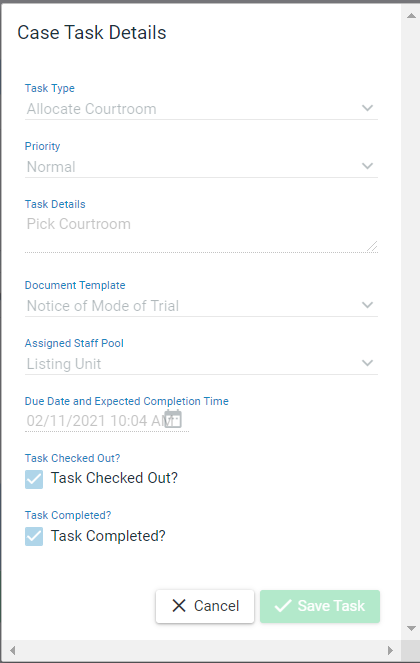 Case Task Details
Task Type
Allocate Courtroom
Priority
Normal
Task Details
Pick Courtroom
Document Template
Notice of Mode of Trial
Assigned Staff Pool
Listing Unit
Due Date and Expected Completion Time
02/11/2021 10:04 AM
Task Checked Out?
Task Checked Out?
Task Completed?
Task Completed?
Cancel Save Task